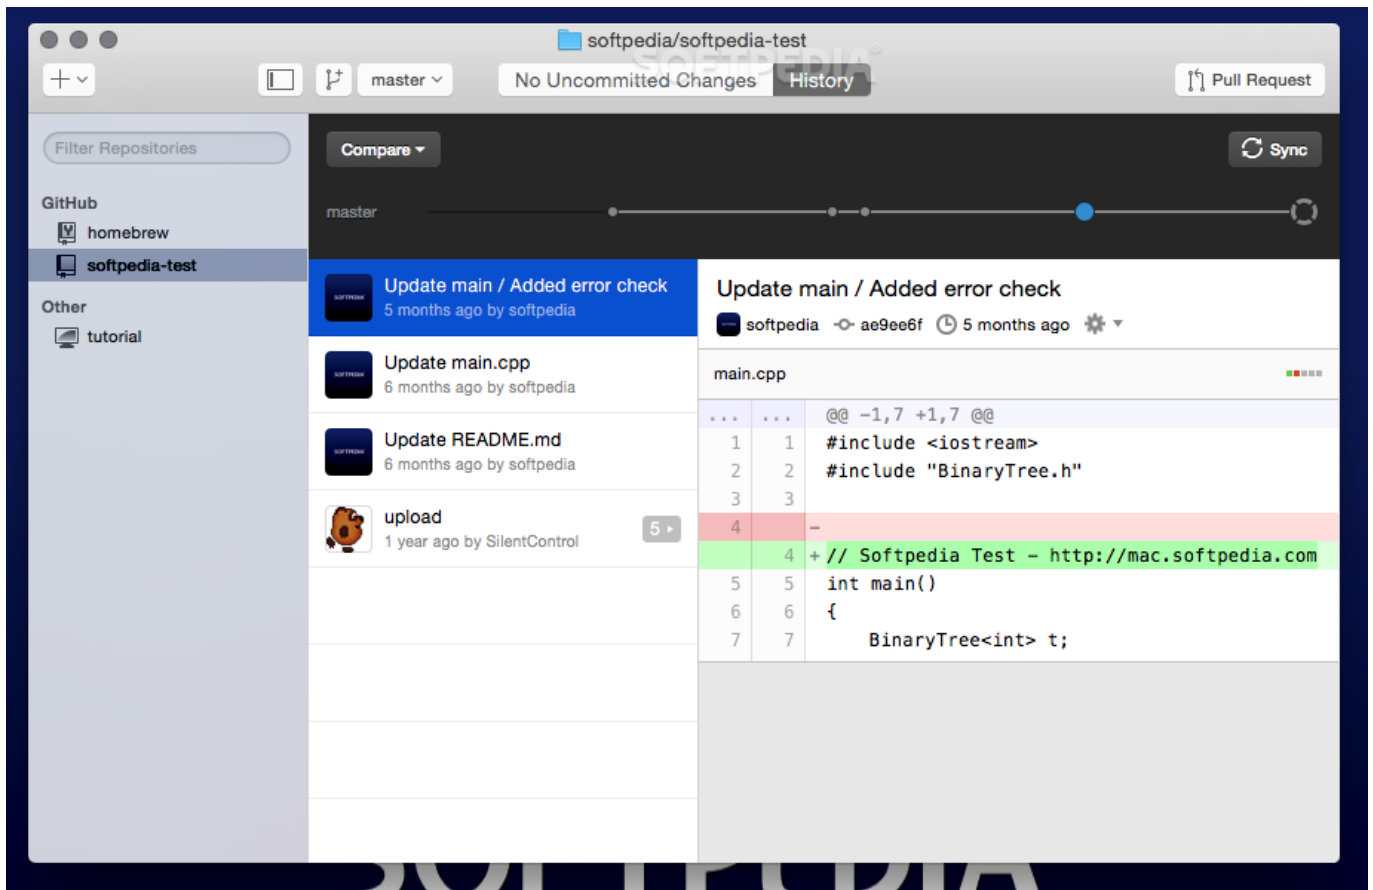 softpedia/softpedia-test
SOFTPEDIA
master
No Uncommitted Changes
History
Pull Request
Filter Repositories
Compare
Sync
master
GitHub
homebrew
softpedia-test
Other
tutorial
Update main / Added error check
5 months ago by softpedia
Update main.cpp
6 months ago by softpedia
Update README.md
6 months ago by softpedia
upload
1 year ago by SilentControl
5
Update main / Added error check
softpedia ae9ee6f 5 months ago
main.cpp
... ... @@ -1,7 +1,7 @@
1 1 #include <iostream>
2 2 #include "BinaryTree.h"
3 3
4 -
4 +// Softpedia Test - http://mac.softpedia.com
5 5 int main()
6 6 {
7 7 BinaryTree<int> t;
SOFTPEDIA